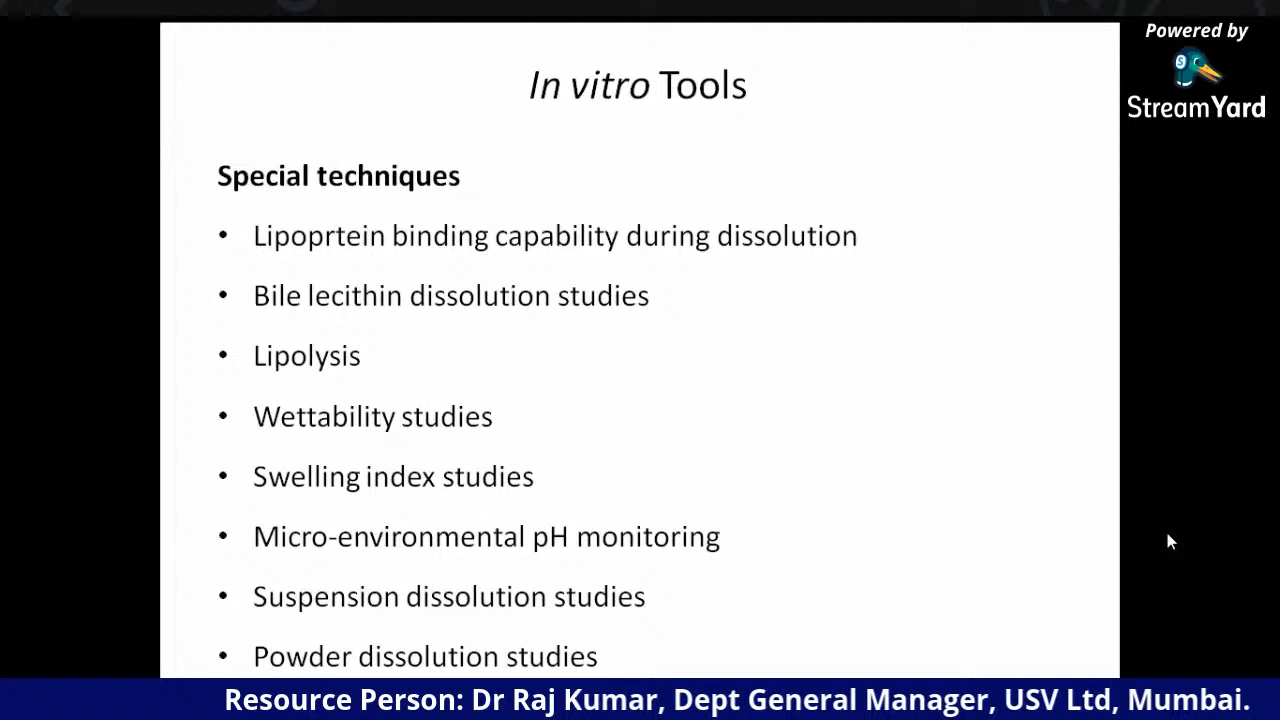 Powered by
StreamYard
In vitro Tools
Special techniques
• Lipoprtein binding capability during dissolution
• Bile lecithin dissolution studies
• Lipolysis
• Wettability studies
• Swelling index studies
• Micro-environmental pH monitoring
• Suspension dissolution studies
• Powder dissolution studies
Resource Person: Dr Raj Kumar, Dept General Manager, USV Ltd, Mumbai.